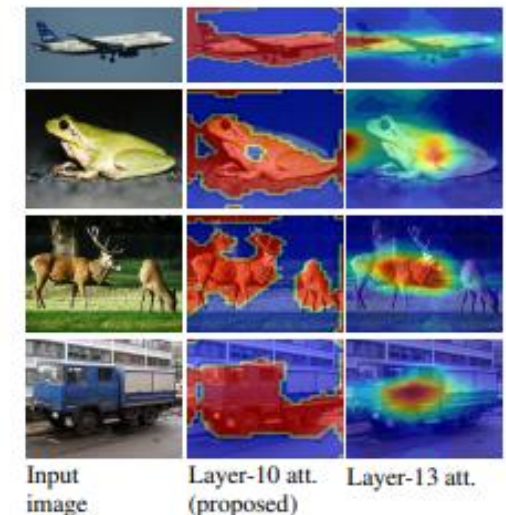 Input
image
Layer-10 att.
(proposed)
Layer-13 att.